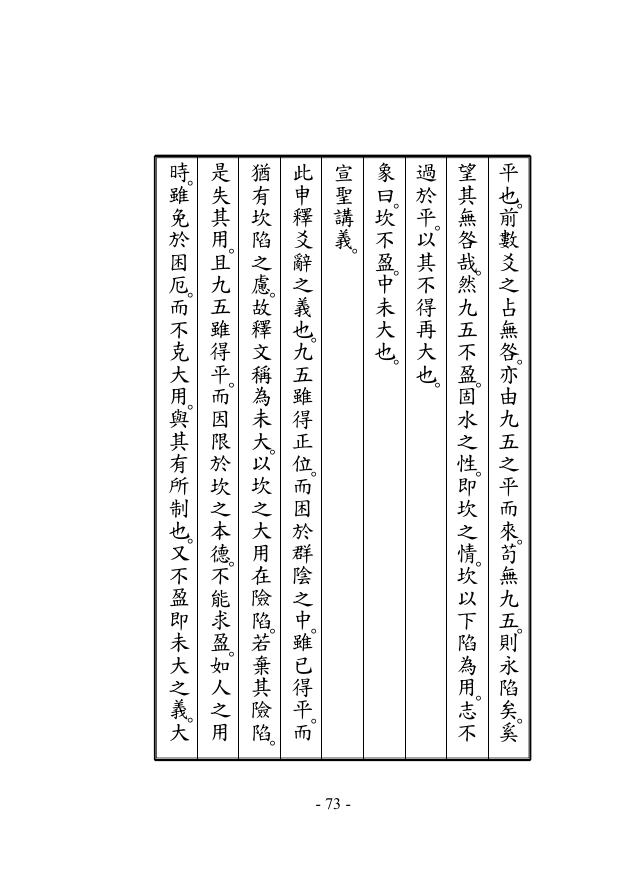 平也。前數爻之占無咎。亦由九五之平而來。苟無九五。則永陷矣。奚
望其無咎哉。然九五不盈。固水之性。即坎之情。坎以下陷為用。志不
過於平。以其不得再大也。
象曰。坎不盈。中未大也。
宣聖講義。
此申釋爻辭之義也。九五雖得正位。而困於群陰之中。雖已得平。而
猶有坎陷之慮。故釋文稱為未大。以坎之大用在險陷。若棄其險陷。
是失其用。且九五雖得平。而因限於坎之本德。不能求盈。如人之用
時。雖免於困厄。而不克大用。與其有所制也。又不盈即未大之義。大
- 73 -